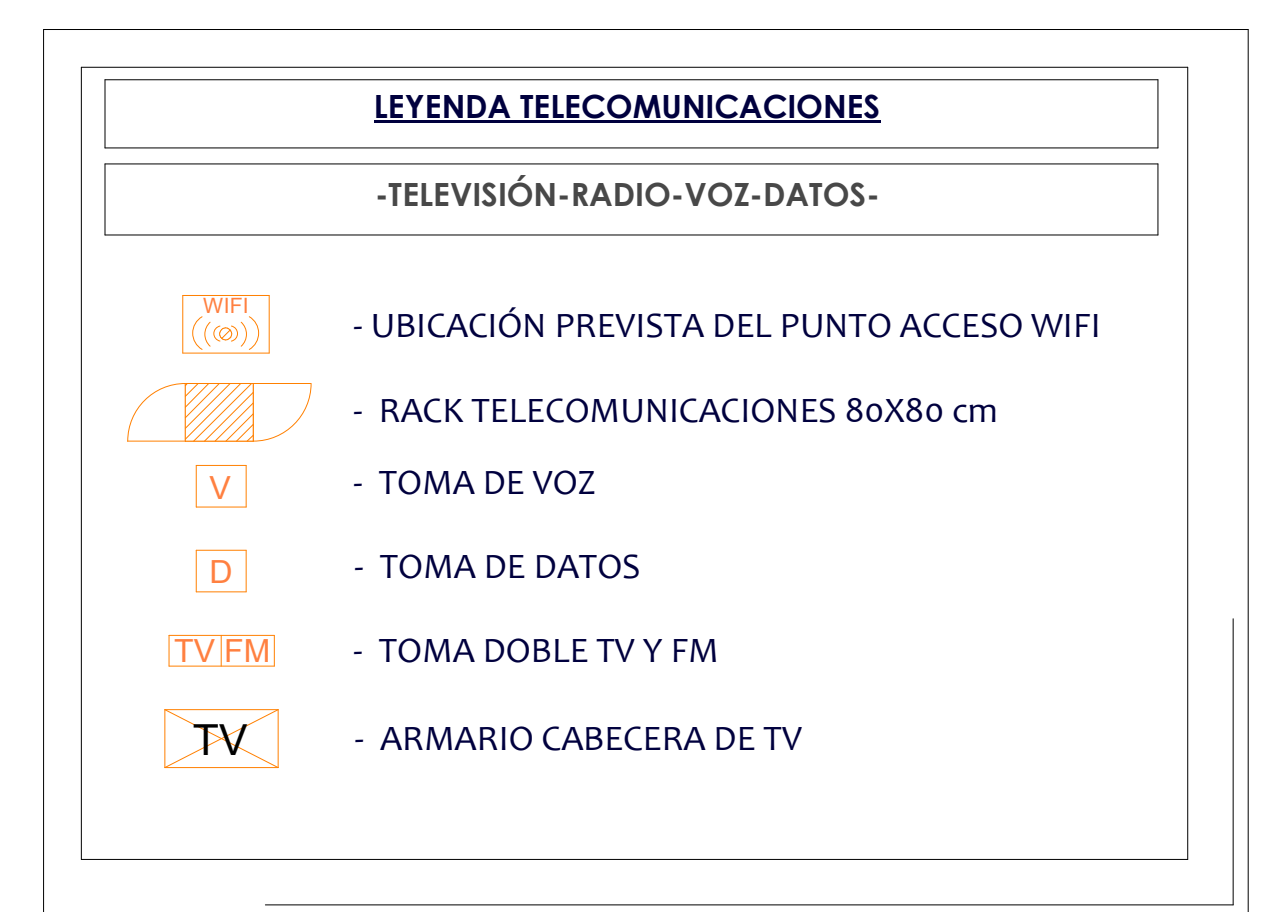 LEYENDA TELECOMUNICACIONES
-TELEVISIÓN-RADIO-VOZ-DATOS-
WIFI
- UBICACIÓN PREVISTA DEL PUNTO ACCESO WIFI
- RACK TELECOMUNICACIONES 80X80 cm
V - TOMA DE VOZ
D - TOMA DE DATOS
TV FM - TOMA DOBLE TV Y FM
TV - ARMARIO CABECERA DE TV